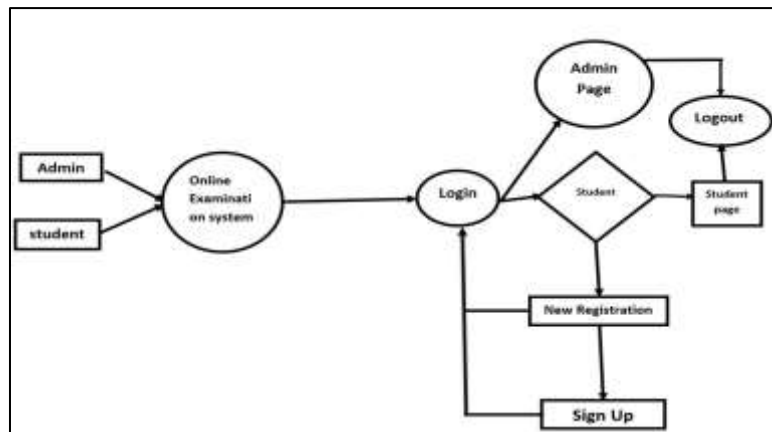 Admin
student
Online
Examinati
on system
Login
Admin
Page
Logout
Student
Student
page
New Registration
Sign Up